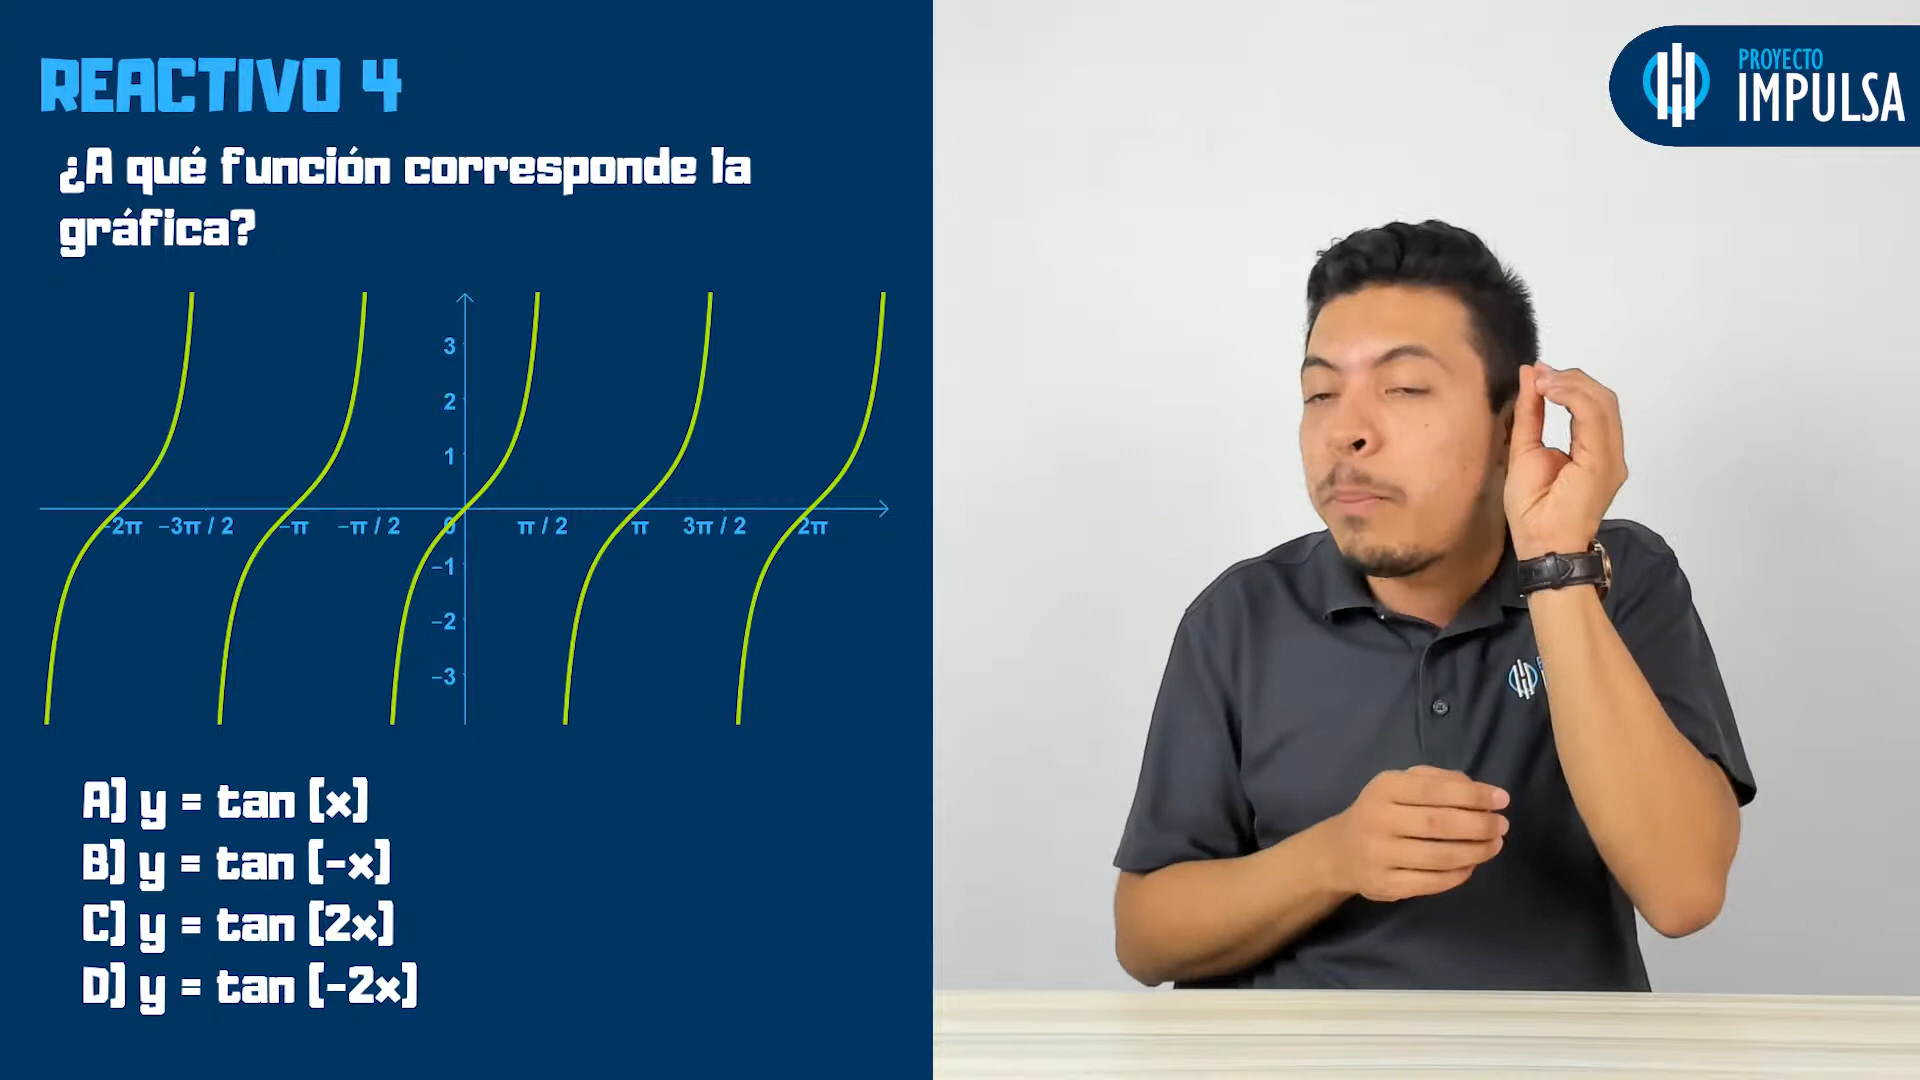 REACTIVO 4
¿A qué función corresponde la
gráfica?
3
2
1
-2π -3π / 2 -π -π / 2 0 π / 2 π 3π / 2 2π
-1
-2
-3
A) y = tan (x)
B) y = tan (-x)
C) y = tan (2x)
D) y = tan (-2x)
PROYECTO
IMPULSA